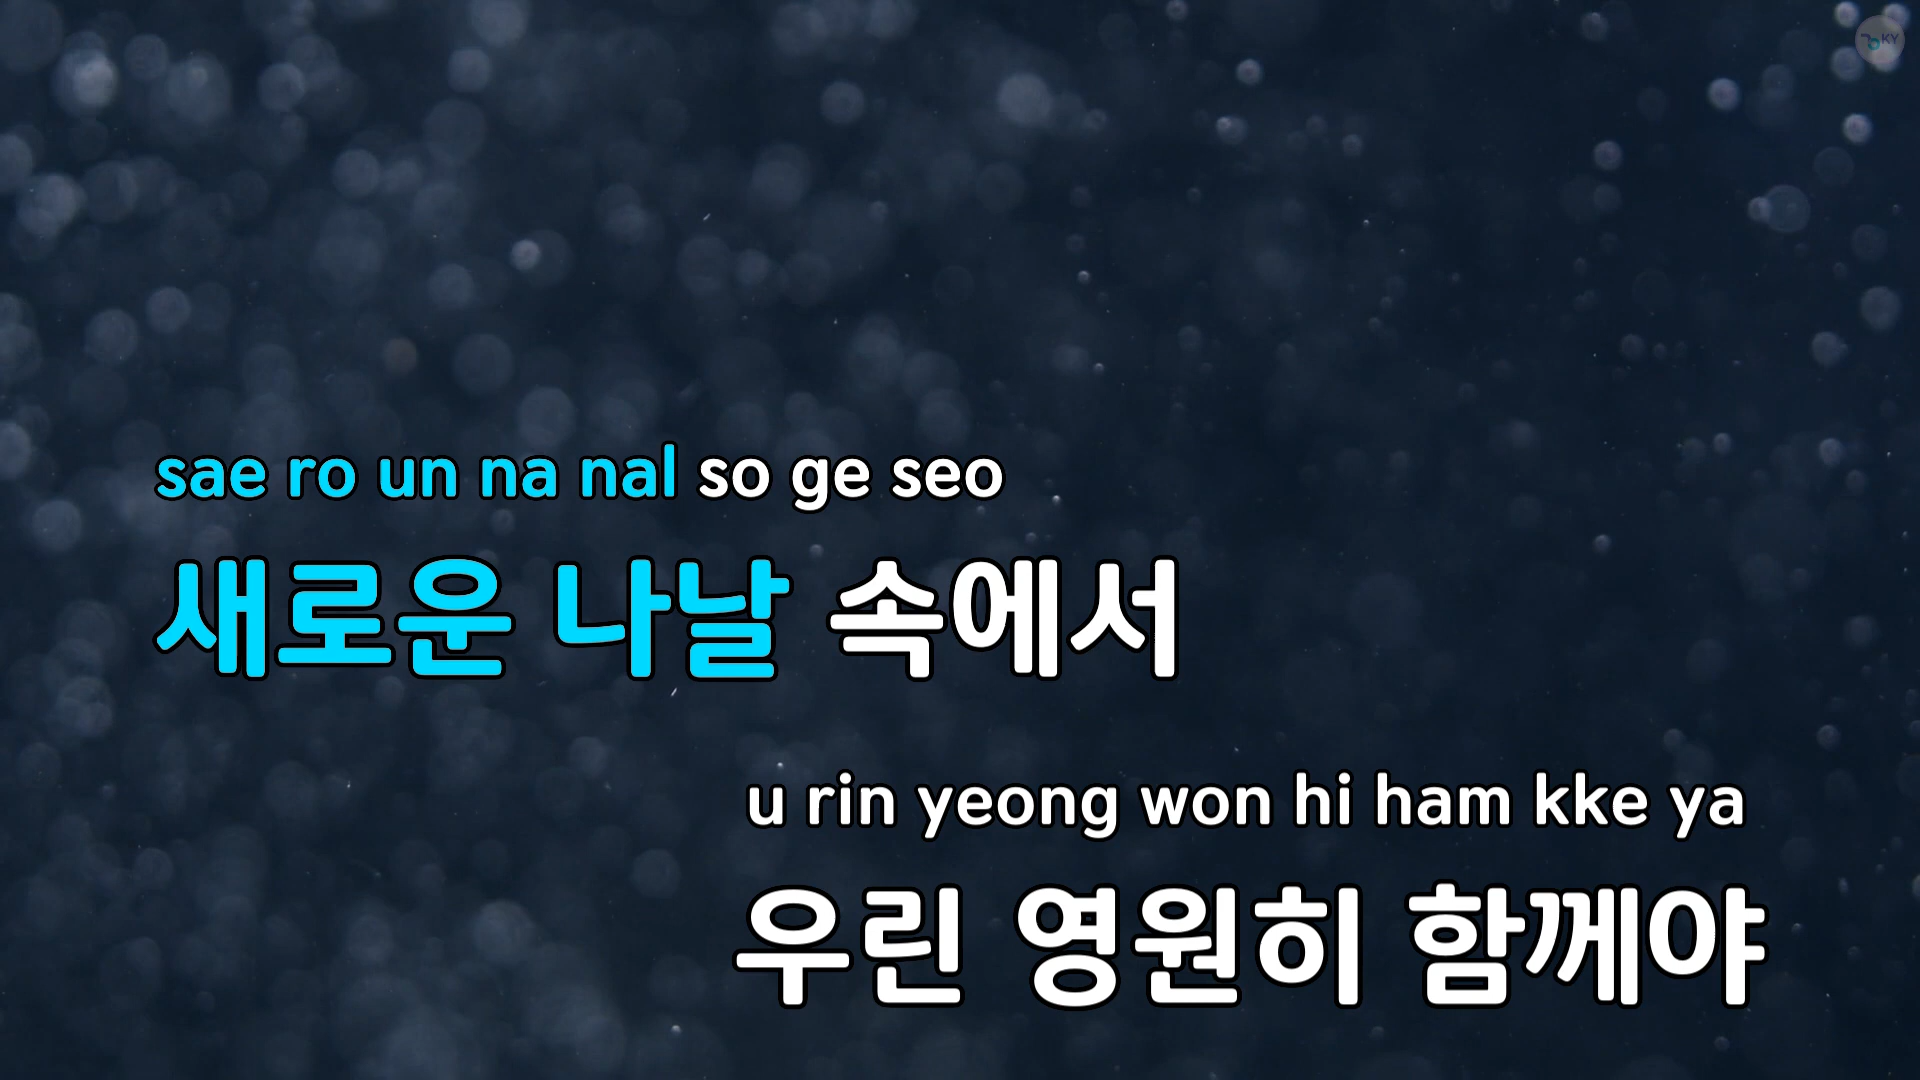 KY
sae ro un na nal so ge seo
새로운 나날 속에서
u rin yeong won hi ham kke ya
우린 영원히 함께야